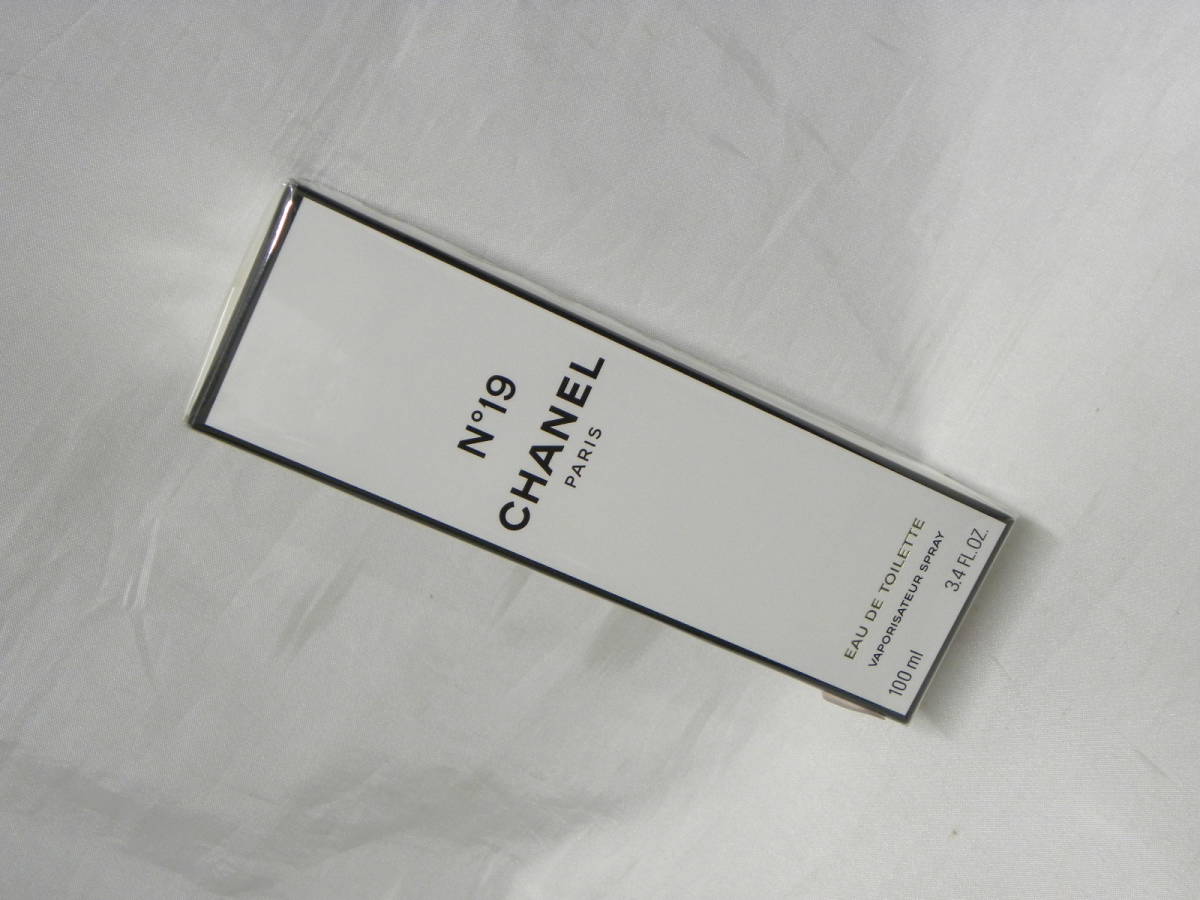 N°19
CHANEL
PARIS
EAU DE TOILETTE
VAPORISATEUR SPRAY
100 ml 3.4 FL.OZ.